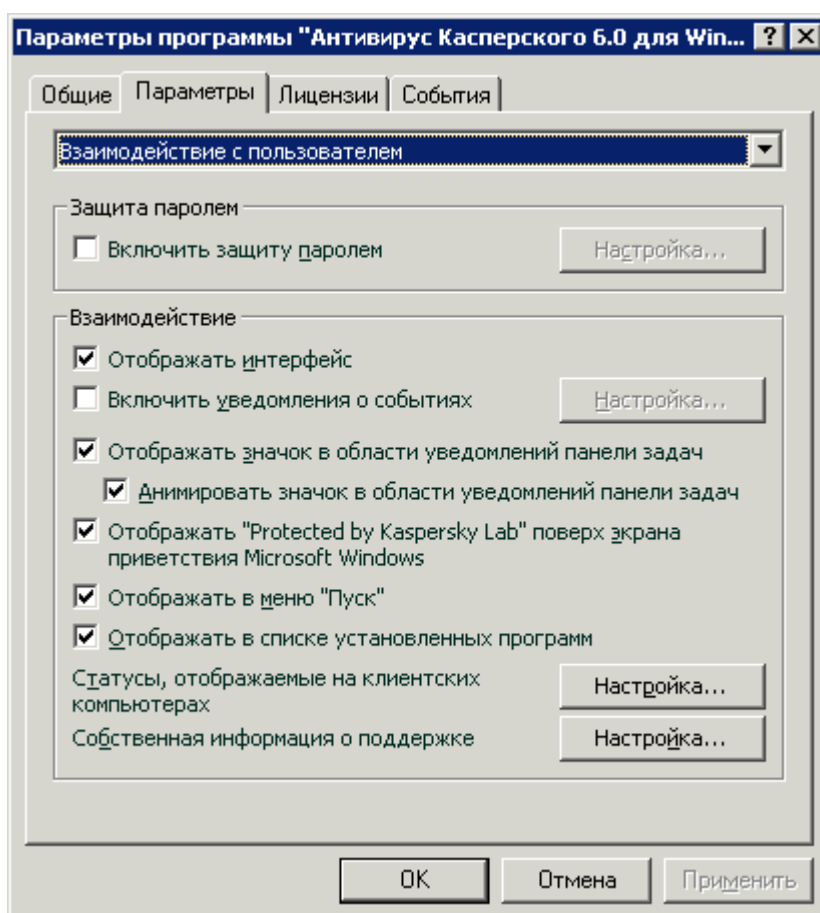 Параметры программы "Антивирус Касперского 6.0 для Win...
Общие Параметры Лицензии События
Взаимодействие с пользователем
Защита паролем
Включить защиту паролем Настройка...
Взаимодействие
Отображать интерфейс
Включить уведомления о событиях Настройка...
Отображать значок в области уведомлений панели задач
Анимировать значок в области уведомлений панели задач
Отображать "Protected by Kaspersky Lab" поверх экрана
приветствия Microsoft Windows
Отображать в меню "Пуск"
Отображать в списке установленных программ
Статусы, отображаемые на клиентских
компьютерах
Настройка...
Собственная информация о поддержке Настройка...
OK Отмена Применить